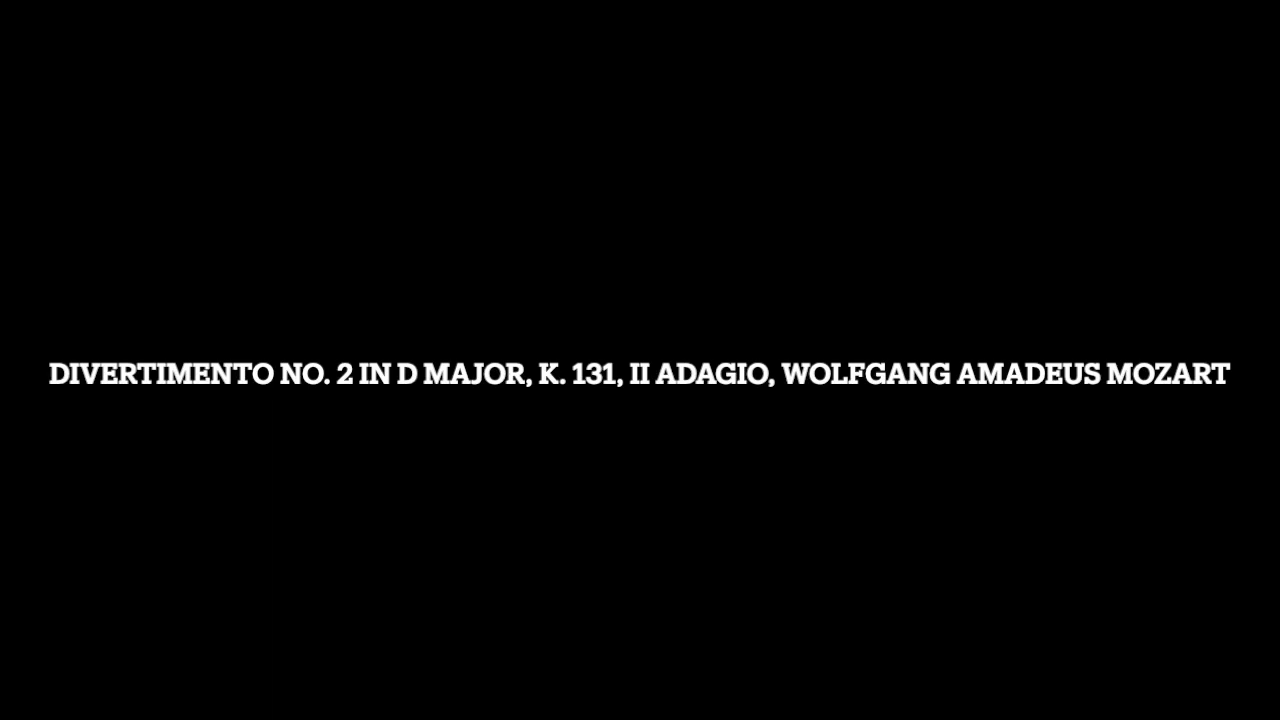 DIVERTIMENTO NO. 2 IN D MAJOR, K. 131, II ADAGIO, WOLFGANG AMADEUS MOZART